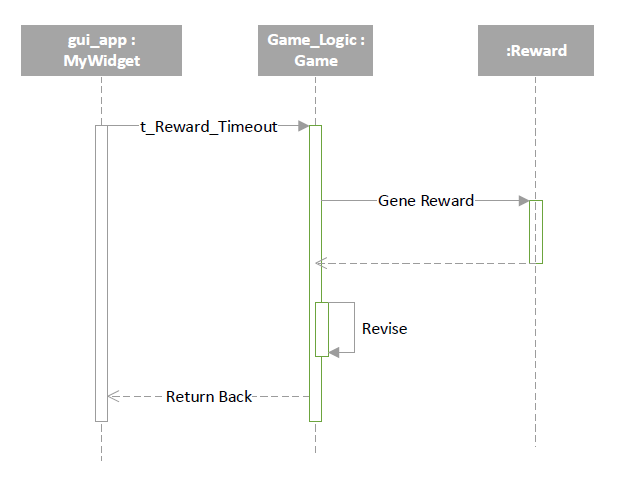 gui_app :
MyWidget
Game_Logic :
Game
:Reward
t_Reward_Timeout
Gene Reward
Revise
Return Back